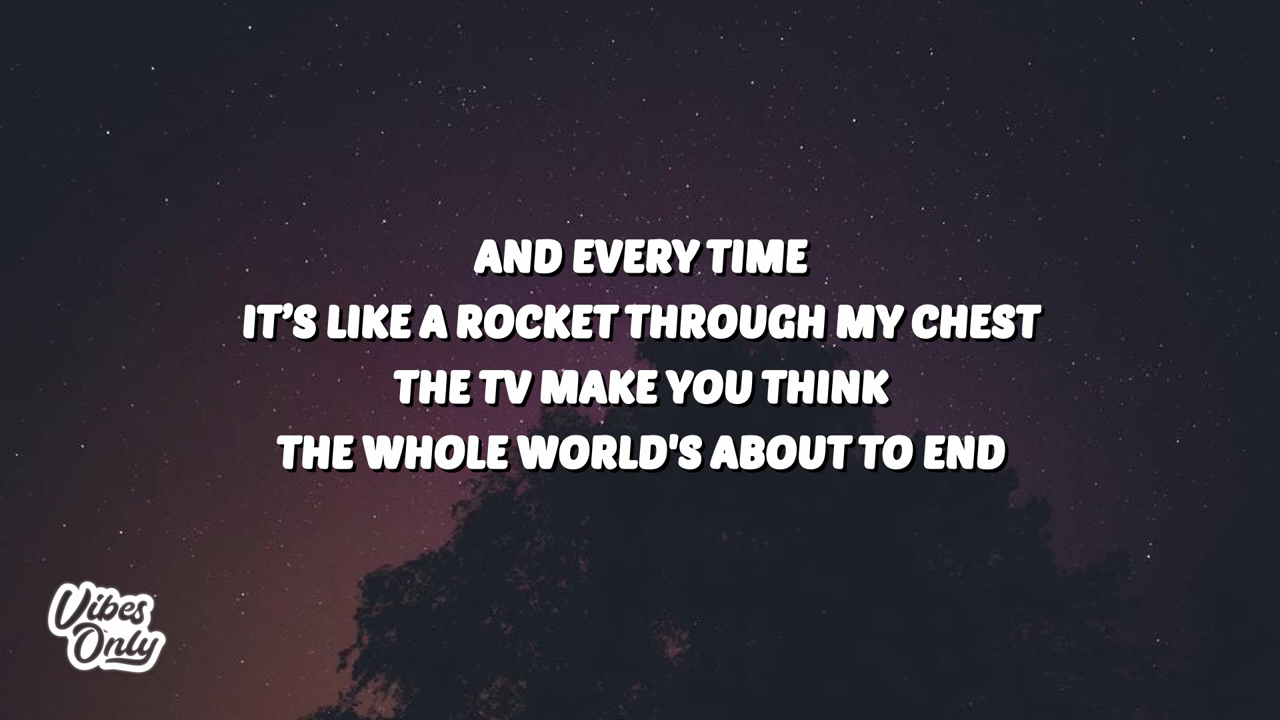 AND EVERY TIME
IT’S LIKE A ROCKET THROUGH MY CHEST
THE TV MAKE YOU THINK
THE WHOLE WORLD'S ABOUT TO END
Vibes
Only